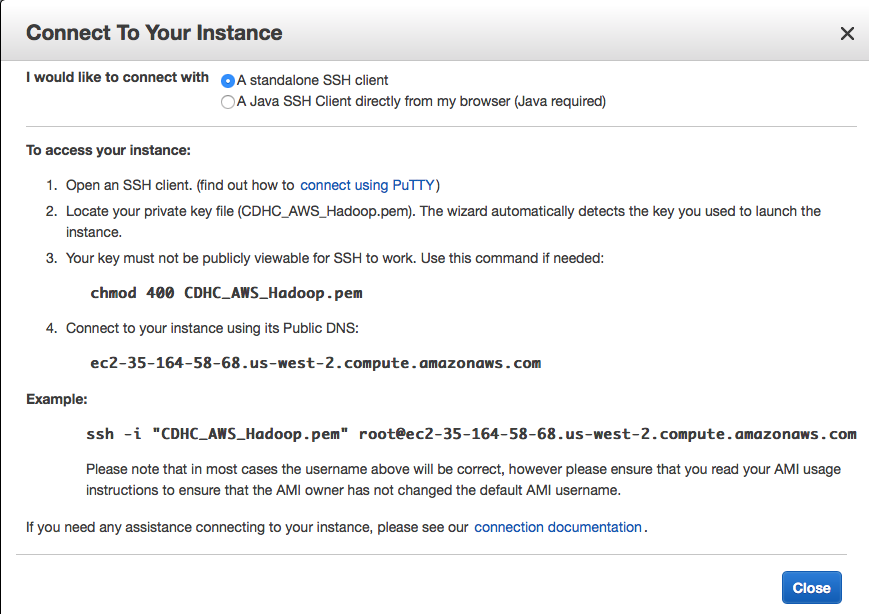 Connect To Your Instance
I would like to connect with
A standalone SSH client
A Java SSH Client directly from my browser (Java required)
To access your instance:
1. Open an SSH client. (find out how to connect using PuTTY)
2. Locate your private key file (CDHC_AWS_Hadoop.pem). The wizard automatically detects the key you used to launch the
instance.
3. Your key must not be publicly viewable for SSH to work. Use this command if needed:
chmod 400 CDHC_AWS_Hadoop.pem
4. Connect to your instance using its Public DNS:
ec2-35-164-58-68.us-west-2.compute.amazonaws.com
Example:
ssh -i "CDHC_AWS_Hadoop.pem" root@ec2-35-164-58-68.us-west-2.compute.amazonaws.com
Please note that in most cases the username above will be correct, however please ensure that you read your AMI usage
instructions to ensure that the AMI owner has not changed the default AMI username.
If you need any assistance connecting to your instance, please see our connection documentation.
Close